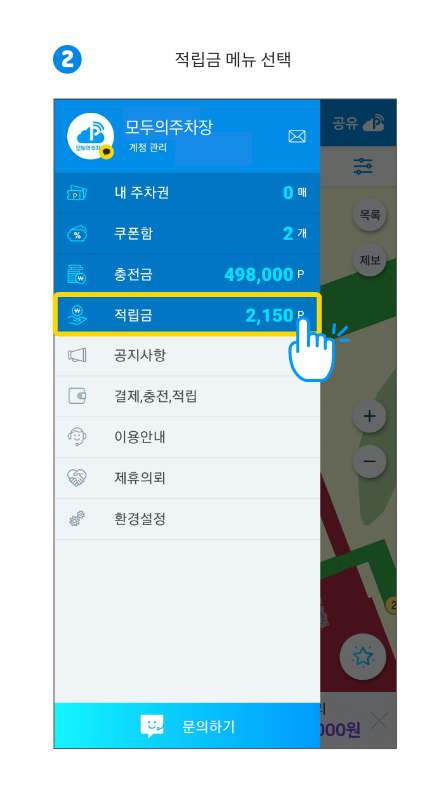 2 적립금 메뉴 선택
모두의주차장
계정 관리
공유 P
내 주차권 0 매
목록
쿠폰함 2 개
제보
충전금 498,000 P
적립금 2,150 P
공지사항
결제,충전,적립
+
이용안내
−
제휴의뢰
환경설정
2
문의하기
000원